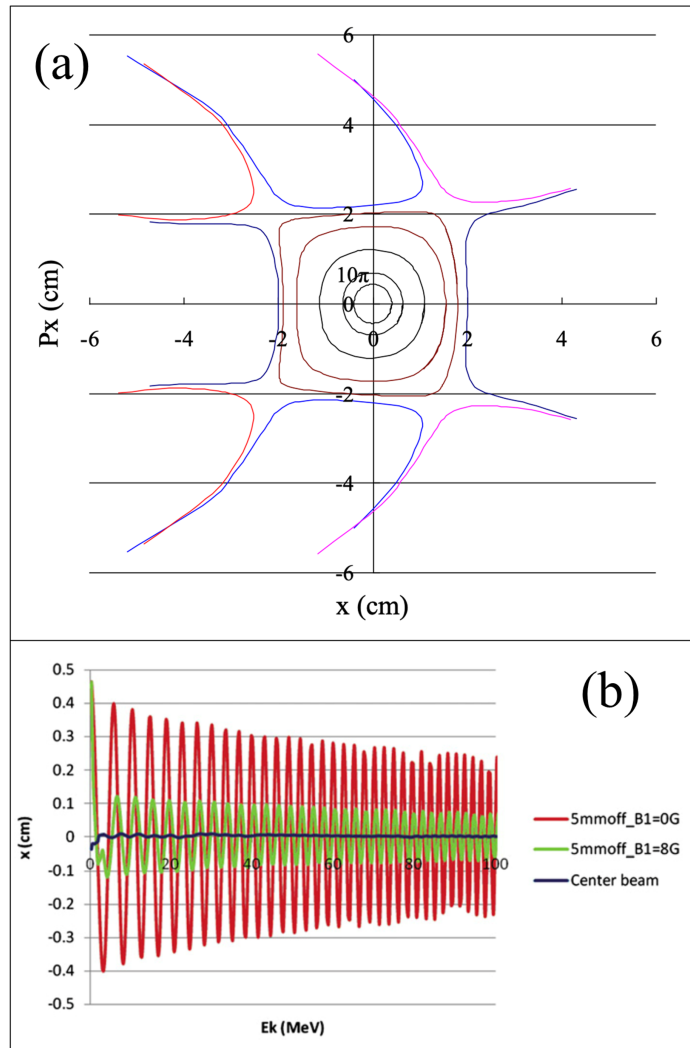 (a)
6
4
2
10π
0
-6 -4 -2 0 2 4 6
-2
-4
-6
Px (cm)
x (cm)
(b)
0.5
0.4
0.3
0.2
0.1
0
-0.1
-0.2
-0.3
-0.4
-0.5
0 20 40 60 80 100
x (cm)
Ek (MeV)
5mmoff_B1=0G
5mmoff_B1=8G
Center beam